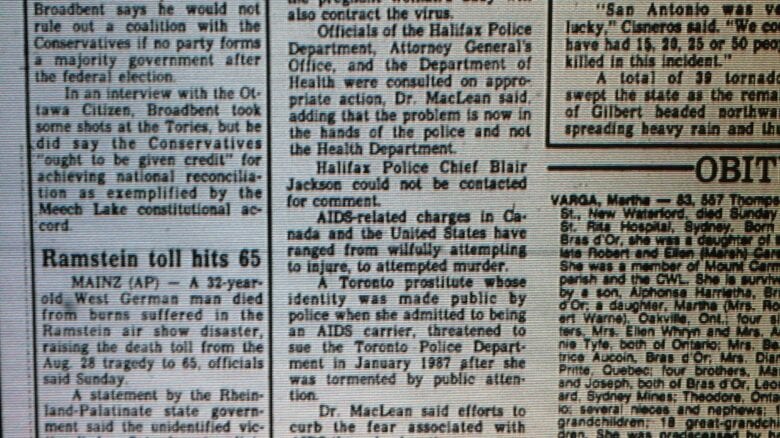 Broadbent says he would not
rule out a coalition with the
Conservatives if no party forms
a majority government after
the federal election.
In an interview with the Ot-
tawa Citizen, Broadbent took
some shots at the Tories, but he
did say the Conservatives
"ought to be given credit" for
achieving national reconcilia-
tion as exemplified by the
Meech Lake constitutional ac-
cord.
Ramstein toll hits 65
MAINZ (AP) — A 32-year-
old West German man died
from burns suffered in the
Ramstein air show disaster,
raising the death toll from the
Aug. 28 tragedy to 65, officials
said Sunday.
A statement by the Rhein-
land-Palatinate state govern-
ment said the unidentified vic-
also contract the virus.
Officials of the Halifax Police
Department, Attorney General's
Office, and the Department of
Health were consulted on appro-
priate action, Dr. MacLean said,
adding that the problem is now in
the hands of the police and not
the Health Department.
Halifax Police Chief Blair
Jackson could not be contacted
for comment.
AIDS-related charges in Ca-
nada and the United States have
ranged from wilfully attempting
to injure, to attempted murder.
A Toronto prostitute whose
identity was made public by
police when she admitted to being
an AIDS carrier, threatened to
sue the Toronto Police Depart-
ment in January 1987 after she
was tormented by public atten-
tion.
Dr. MacLean said efforts to
curb the fear associated with
"San Antonio was v
lucky," Cisneros said. "We co
have had 15, 20, 25 or 50 peo
killed in this incident."
A total of 39 tornad
swept the state as the rema
of Gilbert headed northwa
spreading heavy rain and th
OBIT
VARGA, Martha — 83, 557 Thomps
St., New Waterford, died Sunday
St. Rita Hospital, Sydney. Born
Bras d'Or, she was a daughter of
late Robert and Ellen (Marsh) Cam
She was a member of Mount Carm
parish and the CWL. She is surviv
by a son, Alphonse Harrietha, B
d'Or; a daughter, Martha (Mrs. Ro
ert Warne), Oakville, Ont.; four s
ters, Mrs. Ellen Whryn and Mrs.
nie Tyfe, both of Ontario; Mrs. Be
trice Aucoin, Bras d'Or; Mrs. Dia
Pritte, Quebec; four brothers, Ma
and Joseph, both of Bras d'Or, Leo
ard, Sydney Mines; Theodore, Onta
io; several nieces and nephews;
grandchildren; 18 great-grandch
dren. She was predeceased by